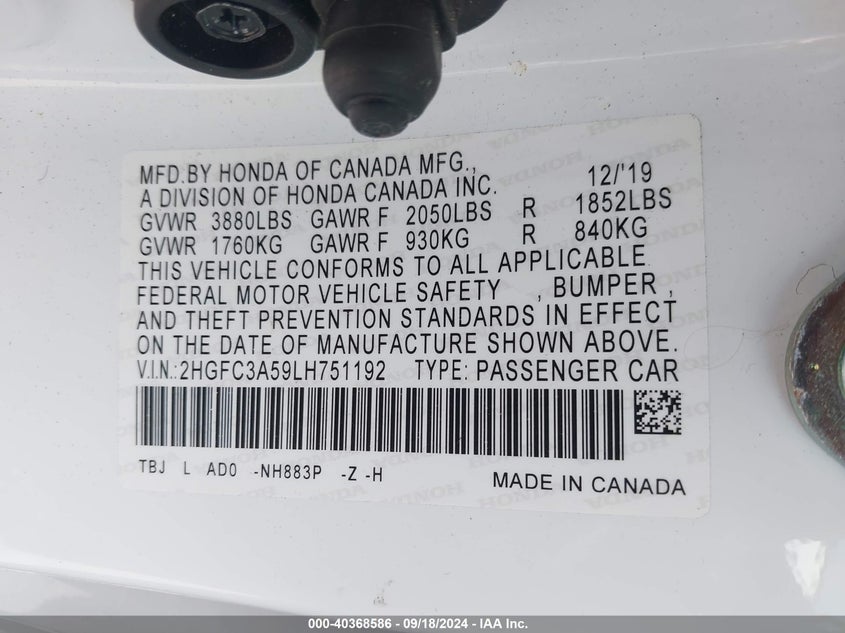 MFD.BY HONDA OF CANADA MFG., 12/'19
A DIVISION OF HONDA CANADA INC.
GVWR 3880LBS GAWR F 2050LBS R 1852LBS
GVWR 1760KG GAWR F 930KG R 840KG
THIS VEHICLE CONFORMS TO ALL APPLICABLE
FEDERAL MOTOR VEHICLE SAFETY , BUMPER ,
AND THEFT PREVENTION STANDARDS IN EFFECT
ON THE DATE OF MANUFACTURE SHOWN ABOVE.
V.I.N.:2HGFC3A59LH751192 TYPE: PASSENGER CAR
TBJ L AD0 -NH883P -Z -H
MADE IN CANADA
000-40368586 - 09/18/2024 - IAA Inc.